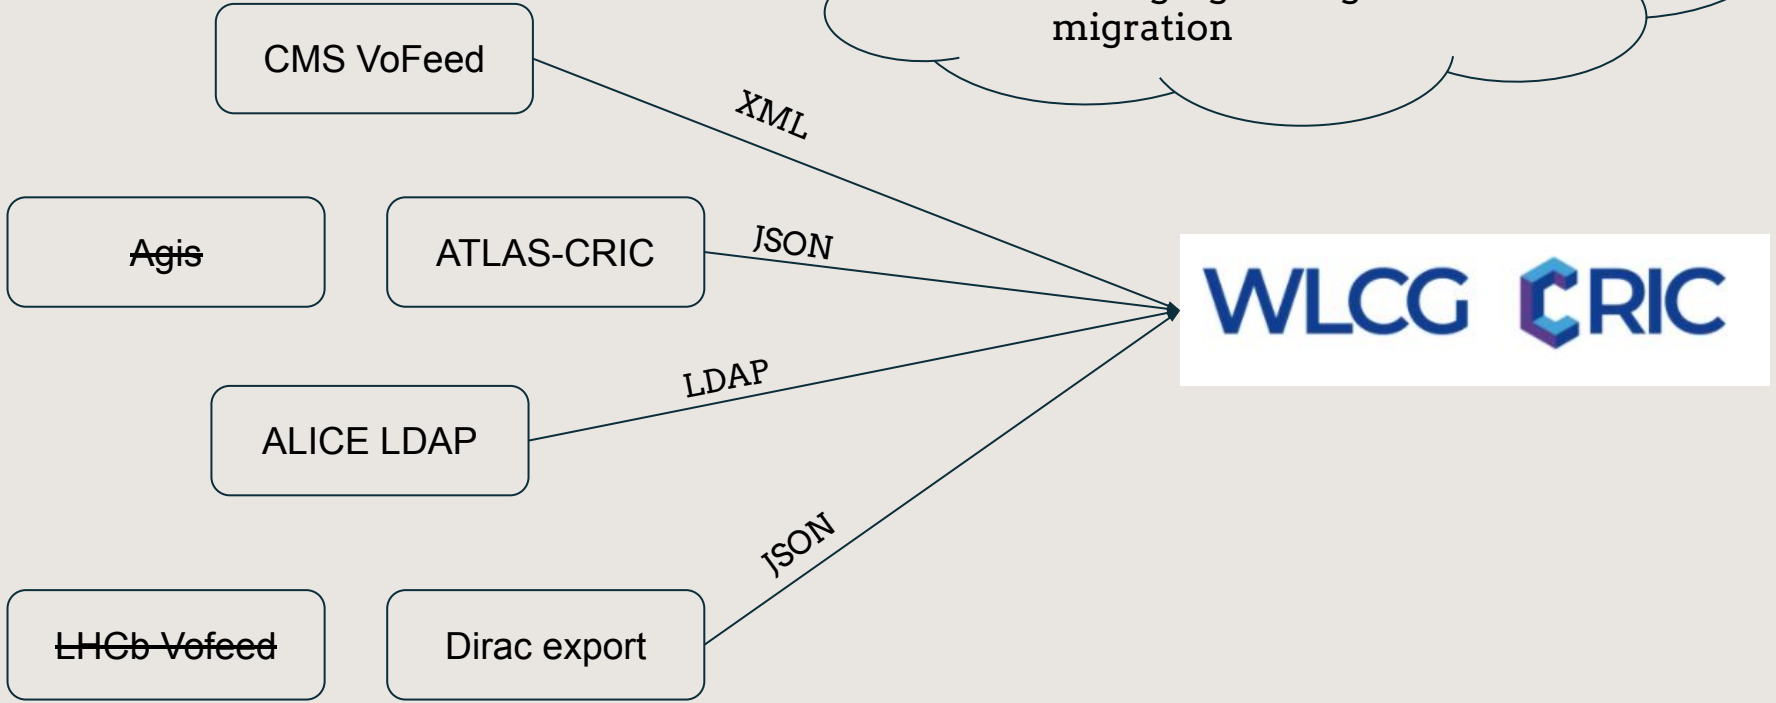 migration
CMS VoFeed
XML
Agis
ATLAS-CRIC
JSON
WLCG CRIC
LDAP
ALICE LDAP
JSON
LHCb Vofeed
Dirac export